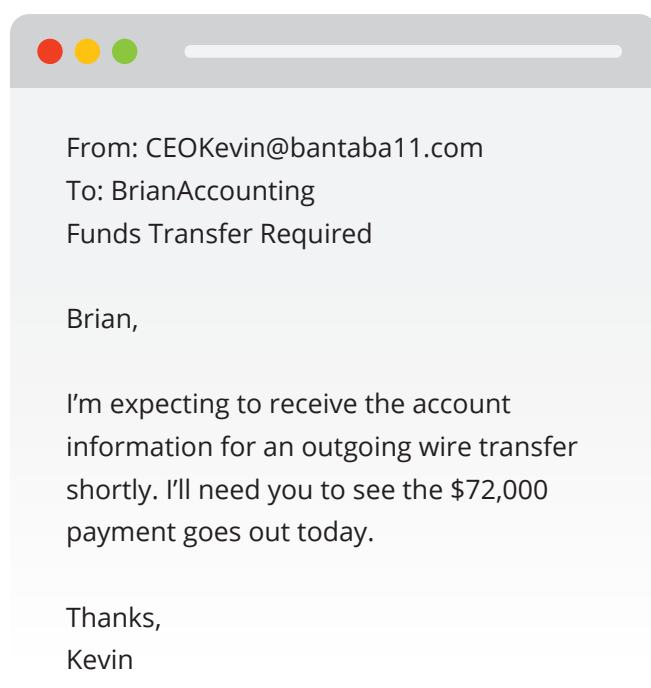 From: CEOKevin@bantaba11.com
To: BrianAccounting
Funds Transfer Required
Brian,
I’m expecting to receive the account
information for an outgoing wire transfer
shortly. I’ll need you to see the $72,000
payment goes out today.
Thanks,
Kevin